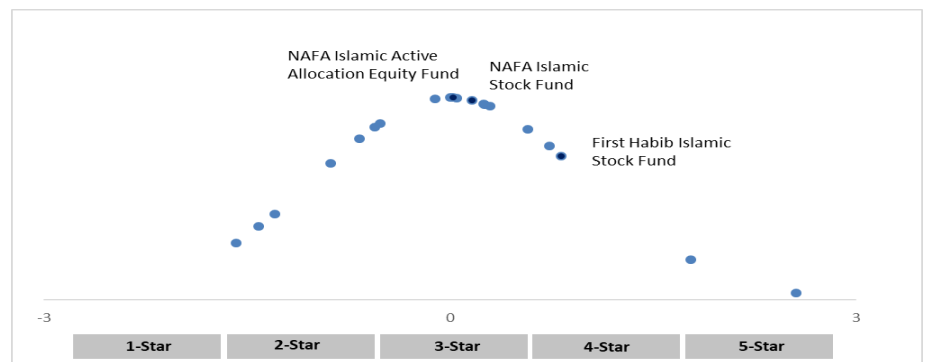 NAFA Islamic Active
Allocation Equity Fund
NAFA Islamic
Stock Fund
First Habib Islamic
Stock Fund
-3
0
3
1-Star
2-Star
3-Star
4-Star
5-Star